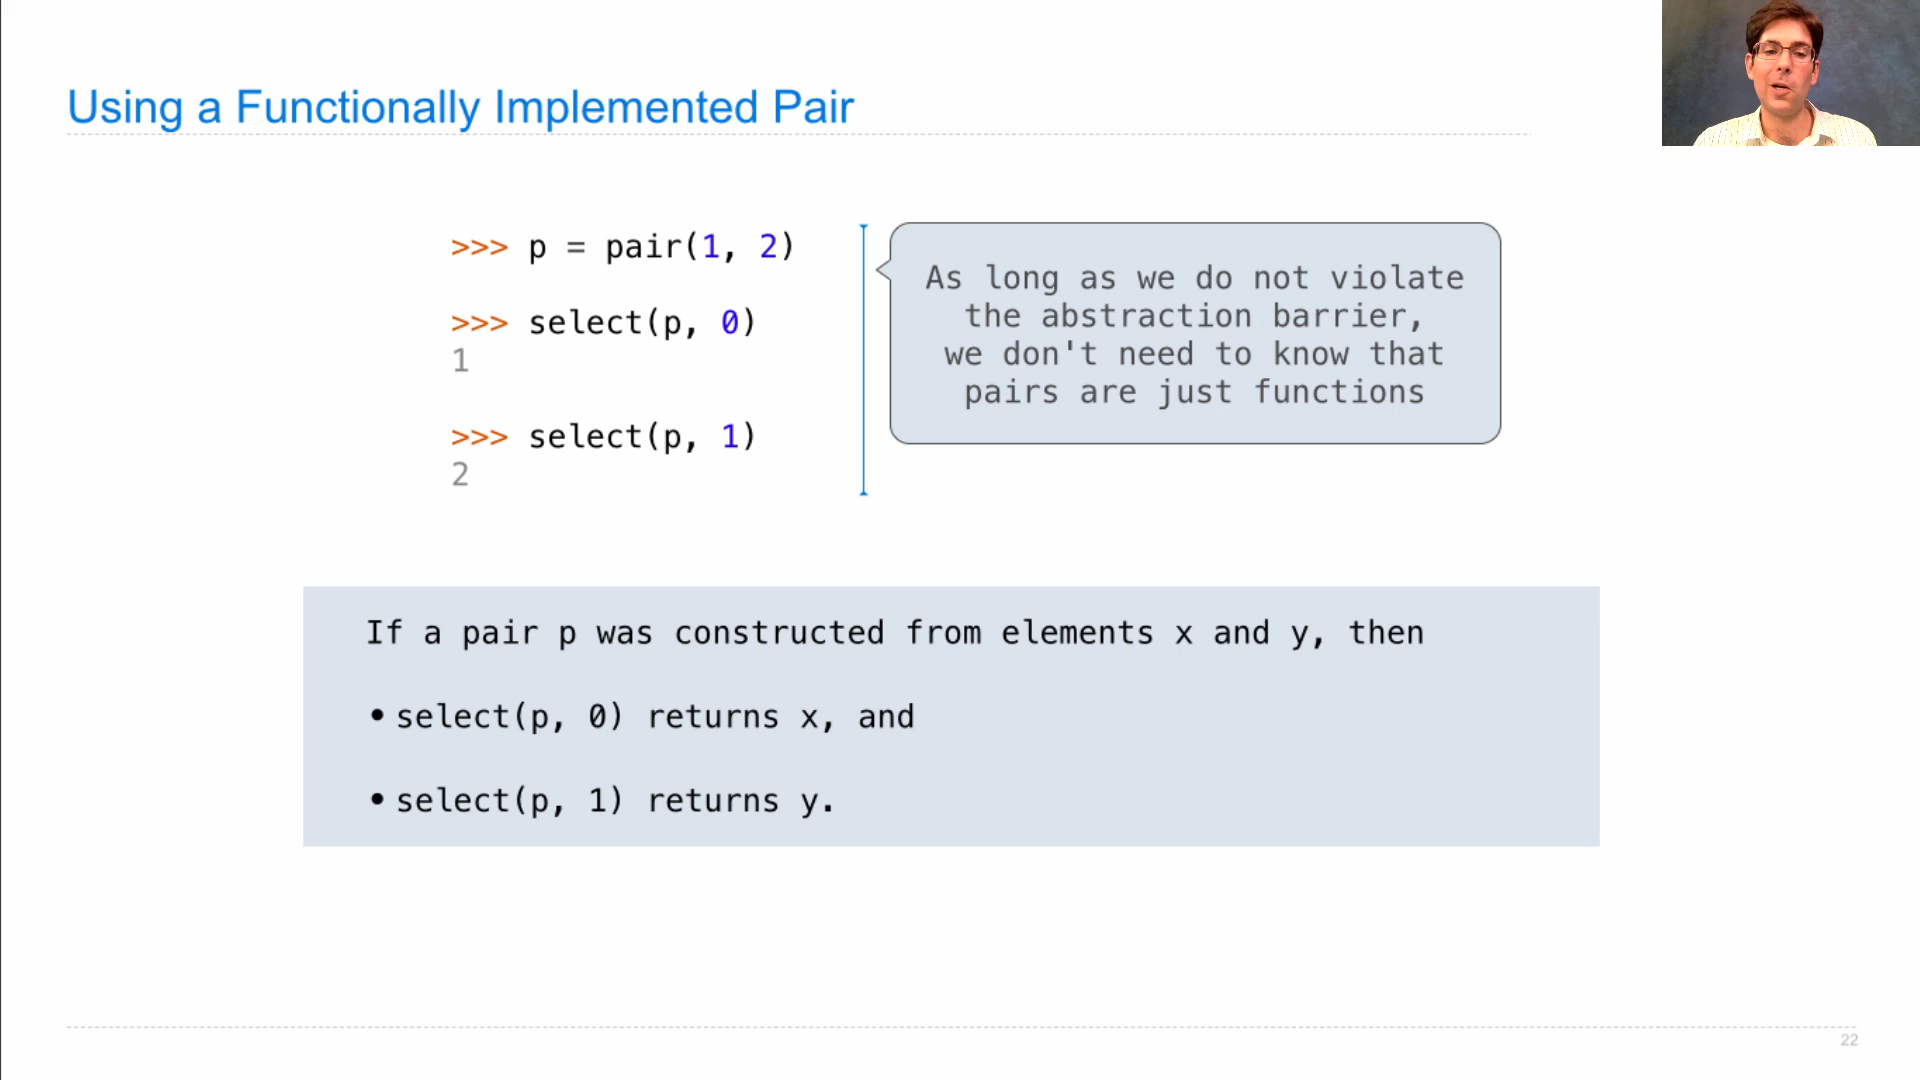 Using a Functionally Implemented Pair
>>> p = pair(1, 2)
>>> select(p, 0)
1
>>> select(p, 1)
2
As long as we do not violate
the abstraction barrier,
we don't need to know that
pairs are just functions
If a pair p was constructed from elements x and y, then
• select(p, 0) returns x, and
• select(p, 1) returns y.
22